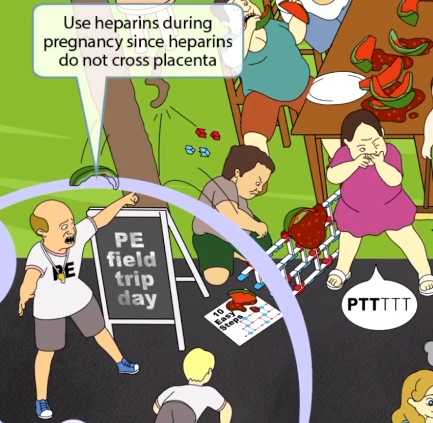 Use heparins during
pregnancy since heparins
do not cross placenta
PE
PE
field
trip
day
10
Easy
Steps
PTTTTT